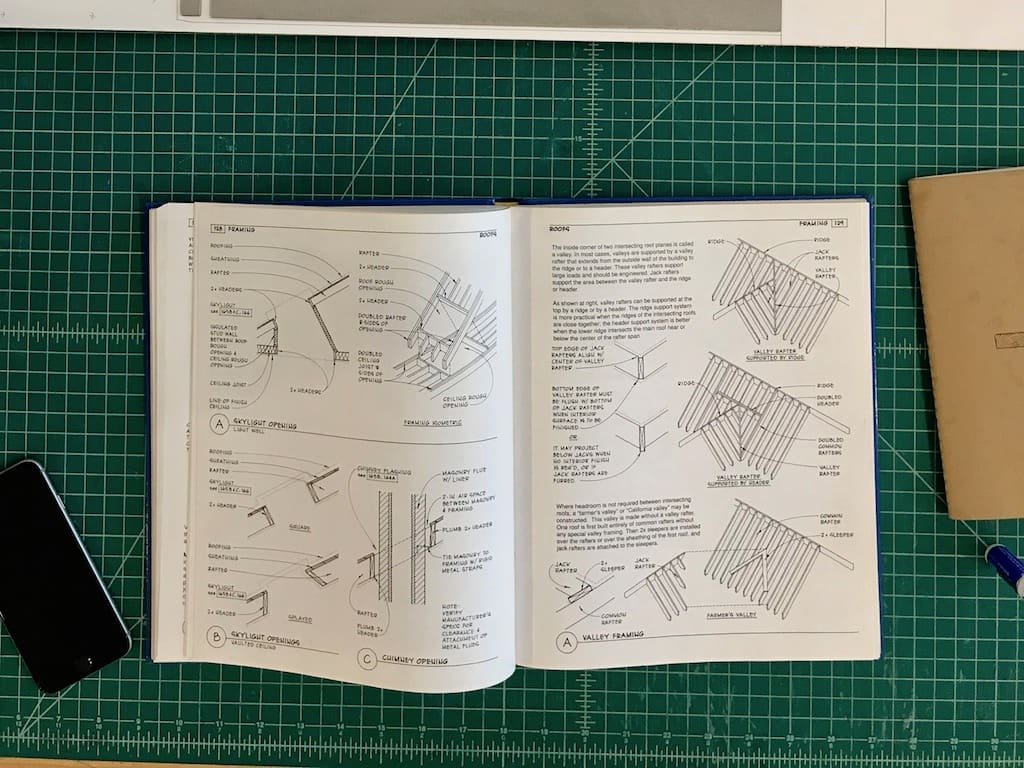 128 FRAMING
ROOFS
ROOFING
SHEATHING
RAFTER
2x HEADERS
SKYLIGHT
SEE 165B & C, 166
INSULATED
STUD WALL
BETWEEN ROOF
ROUGH
OPENING &
CEILING ROUGH
OPENING
CEILING JOIST
LINE OF FINISH
CEILING
2x HEADERS
RAFTER
2x HEADER
ROOF ROUGH
OPENING
2x HEADER
DOUBLED RAFTER
@ SIDES OF
OPENING
DOUBLED
CEILING
JOIST @
SIDES OF
OPENING
CEILING ROUGH
OPENING
A SKYLIGHT OPENING
LIGHT WELL
FRAMING ISOMETRIC
ROOFING
SHEATHING
RAFTER
SKYLIGHT
SEE 165B & C, 166
2x HEADER
SQUARE
ROOFING
SHEATHING
RAFTER
SKYLIGHT
SEE 165B & C, 166
2x HEADER
SPLAYED
B SKYLIGHT OPENINGS
VAULTED CEILING
CHIMNEY FLASHING
RAFTER
PLUMB 2x
HEADER
MASONRY FLUE
W/ LINER
2-IN. AIR SPACE
BETWEEN MASONRY
& FRAMING
PLUMB 2x HEADER
TIE MASONRY TO
FRAMING W/ RIGID
METAL STRAPS
NOTE:
VERIFY
MANUFACTURER'S
SPECS FOR
CLEARANCE &
ATTACHMENT OF
METAL FLUES
C CHIMNEY OPENING
ROOFS
FRAMING 129
The inside corner of two intersecting roof planes is called
a valley. In most cases, valleys are supported by a valley
rafter that extends from the outside wall of the building to
the ridge or to a header. These valley rafters support
large loads and should be engineered. Jack rafters
support the area between the valley rafter and the ridge
or header.
As shown at right, valley rafters can be supported at the
top by a ridge or by a header. The ridge support system
is more practical when the ridges of the intersecting roofs
are close together; the header support system is better
when the lower ridge intersects the main roof near or
below the center of the rafter span.
RIDGE
RIDGE
JACK
RAFTERS
VALLEY
RAFTER
VALLEY RAFTER
SUPPORTED BY RIDGE
TOP EDGE OF JACK
RAFTERS ALIGN W/
CENTER OF VALLEY
RAFTER
BOTTOM EDGE OF
VALLEY RAFTER MUST
BE FLUSH W/ BOTTOM
OF JACK RAFTERS
WHEN INTERIOR
SURFACE IS TO BE
FINISHED
OR
IT MAY PROJECT
BELOW JACKS WHEN
NO INTERIOR FINISH
IS REQ'D, OR IF
JACK RAFTERS ARE
FURRED.
RIDGE
RIDGE
DOUBLED
HEADER
DOUBLED
COMMON
RAFTERS
VALLEY
RAFTER
VALLEY RAFTER
SUPPORTED BY HEADER
Where headroom is not required between intersecting
roofs, a "farmer's valley" or "California valley" may be
constructed. This valley is made without a valley rafter.
One roof is first built entirely of common rafters without
any special valley framing. Then 2x sleepers are installed
over the rafters or over the sheathing of the first roof, and
jack rafters are attached to the sleepers.
COMMON
RAFTER
2x SLEEPER
JACK
RAFTER
2x
SLEEPER
JACK
RAFTER
COMMON
RAFTER
FARMER'S VALLEY
A VALLEY FRAMING
15
6 7 8 9 10 11 12 13 14 15 16 17